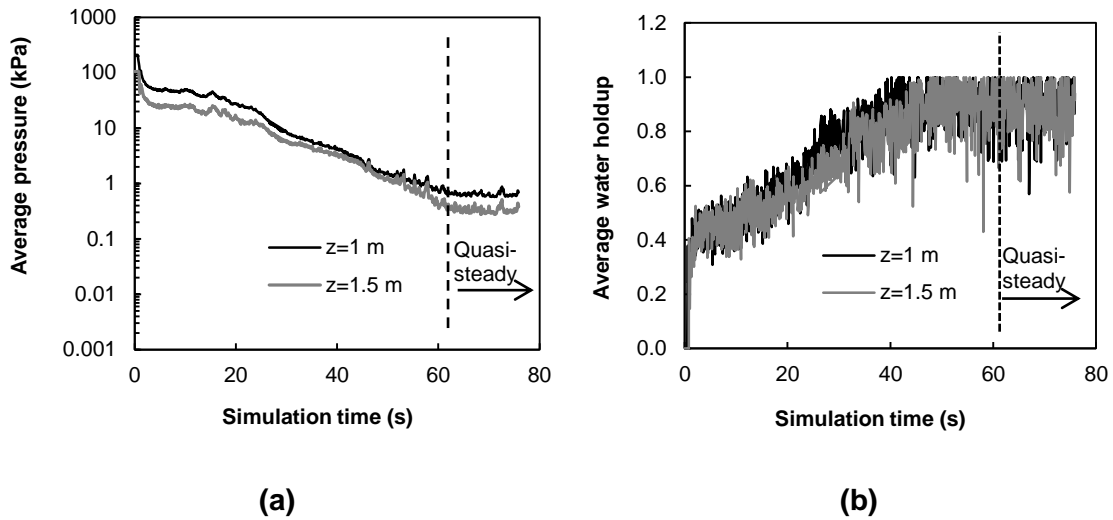 1000
100
10
1
0.1
0.01
0.001
Average pressure (kPa)
z=1 m
z=1.5 m
Quasi-
steady
0 20 40 60 80
Simulation time (s)
(a)
1.2
1.0
0.8
0.6
0.4
0.2
0.0
Average water holdup
z=1 m
z=1.5 m
Quasi-
steady
0 20 40 60 80
Simulation time (s)
(b)